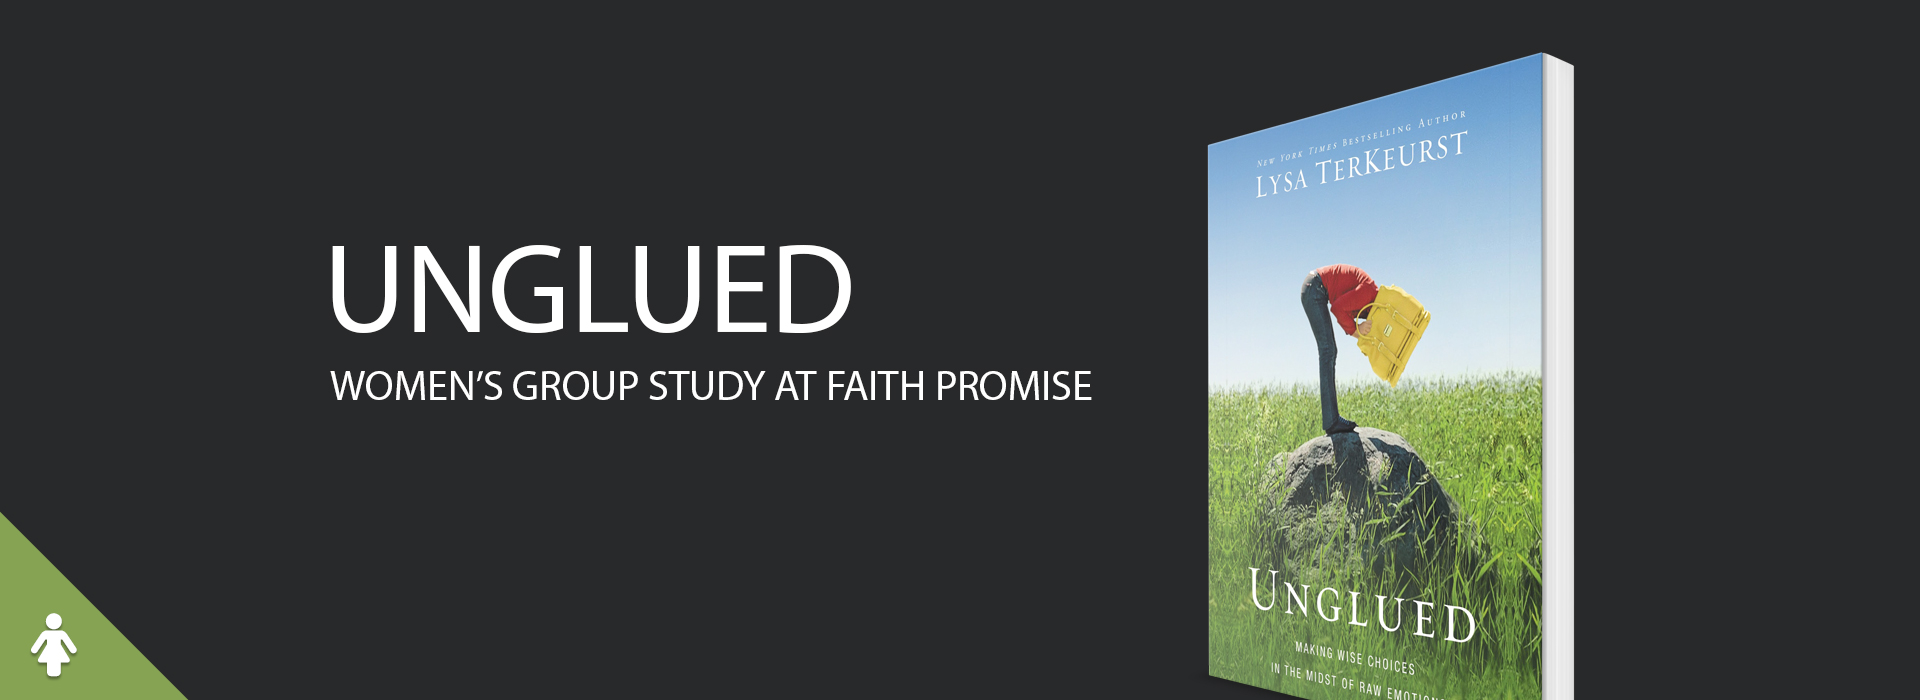 UNGLUED
WOMEN’S GROUP STUDY AT FAITH PROMISE
NEW YORK TIMES BESTSELLING AUTHOR
LYSA TERKEURST
UNGLUED
MAKING WISE CHOICES
IN THE MIDST OF RAW EMOTIONS